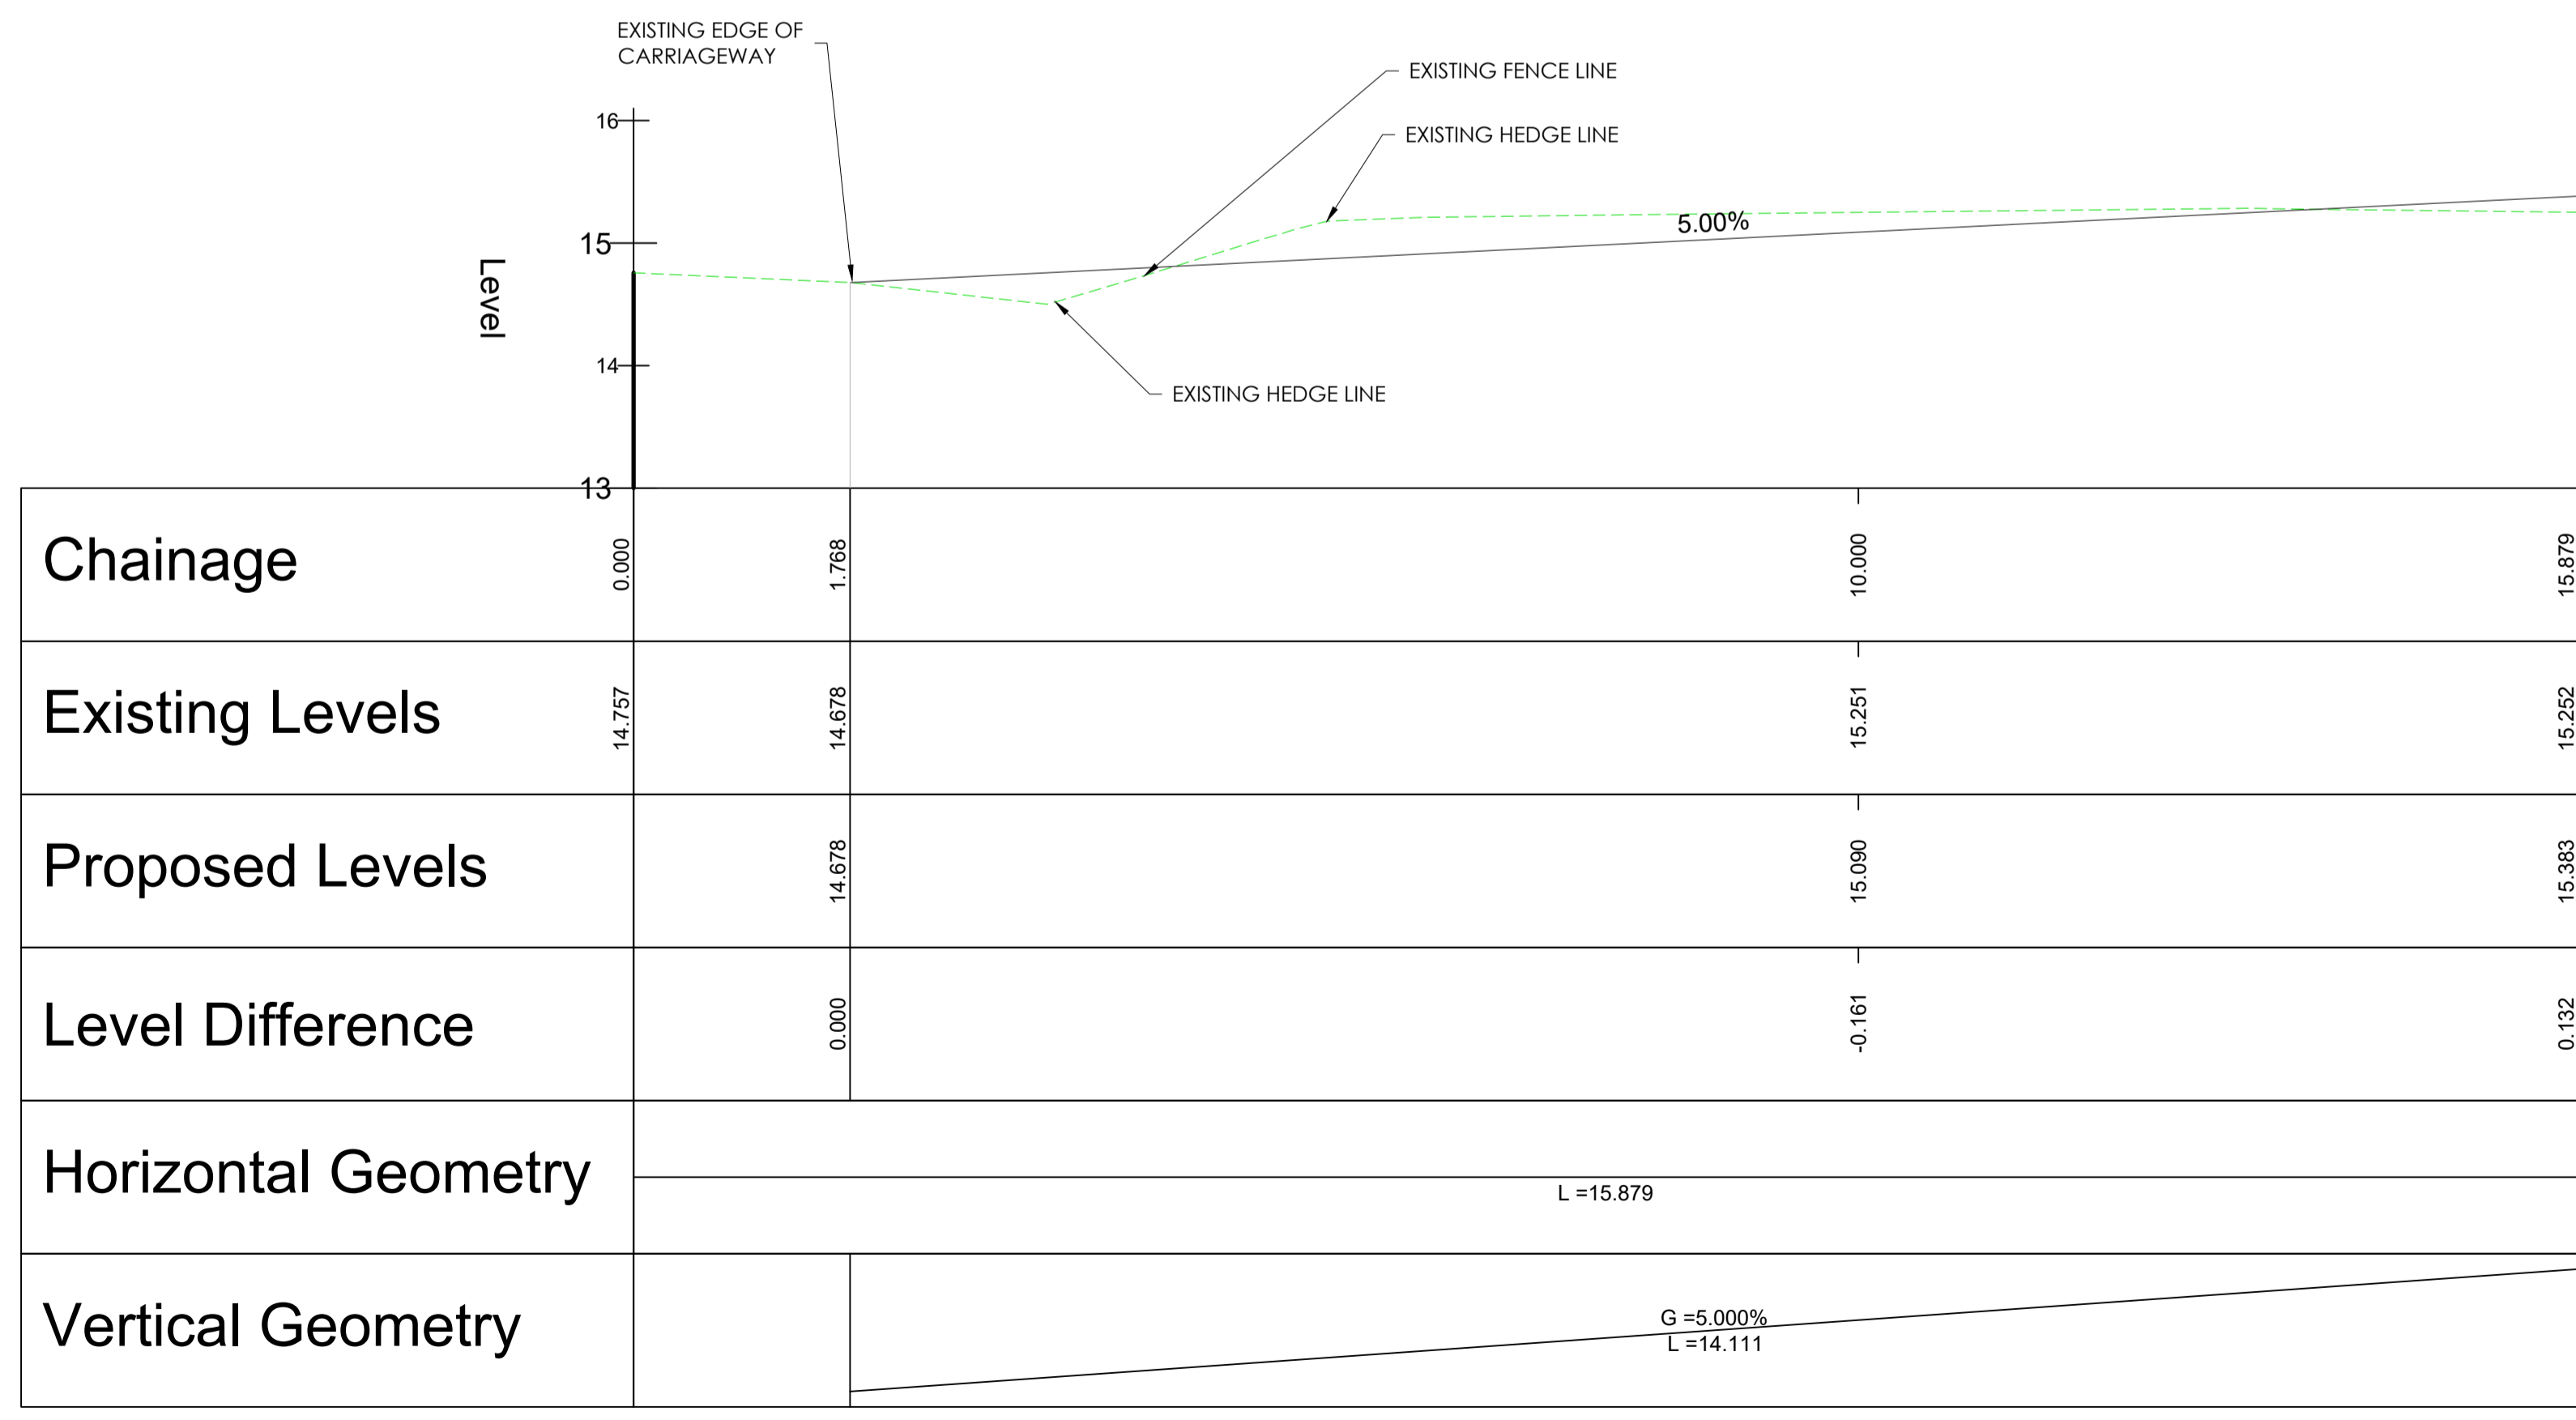 EXISTING EDGE OF
CARRIAGEWAY
EXISTING FENCE LINE
EXISTING HEDGE LINE
16
15
14
13
Level
5.00%
EXISTING HEDGE LINE
Chainage
0.000
1.768
10.000
15.879
Existing Levels
14.757
14.678
15.251
15.252
Proposed Levels
14.678
15.090
15.383
Level Difference
0.000
-0.161
0.132
Horizontal Geometry
L =15.879
Vertical Geometry
G =5.000%
L =14.111